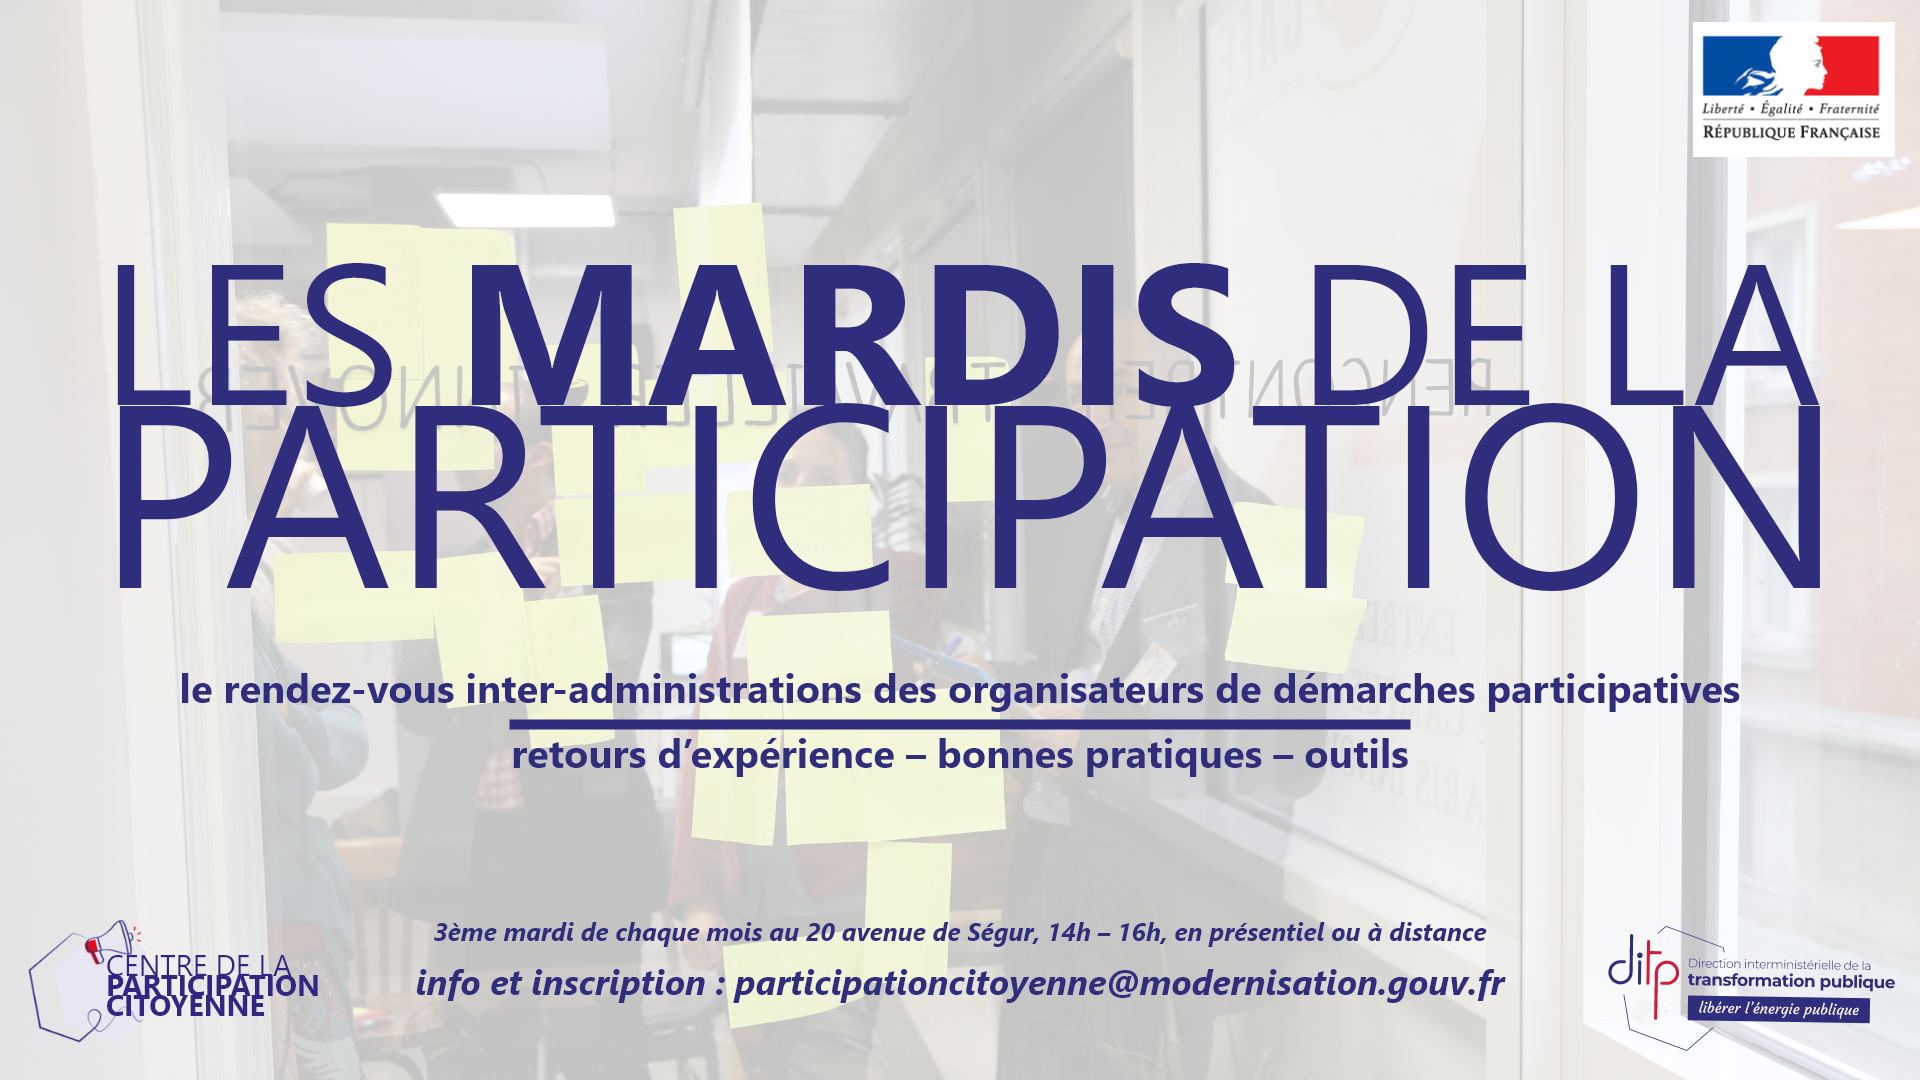 Liberté • Égalité • Fraternité
RÉPUBLIQUE FRANÇAISE
LES MARDIS DE LA
PARTICIPATION
le rendez-vous inter-administrations des organisateurs de démarches participatives
retours d’expérience – bonnes pratiques – outils
3ème mardi de chaque mois au 20 avenue de Ségur, 14h – 16h, en présentiel ou à distance
info et inscription : participationcitoyenne@modernisation.gouv.fr
CENTRE DE LA
PARTICIPATION
CITOYENNE
ditp
Direction interministérielle de la
transformation publique
libérer l’énergie publique